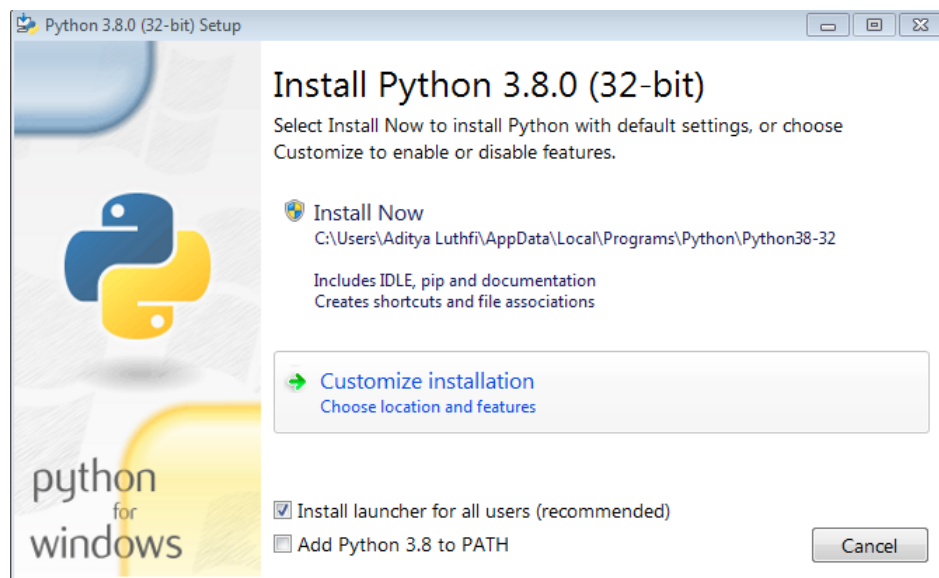 Python 3.8.0 (32-bit) Setup
Install Python 3.8.0 (32-bit)
Select Install Now to install Python with default settings, or choose
Customize to enable or disable features.
Install Now
C:\Users\Aditya Luthfi\AppData\Local\Programs\Python\Python38-32
Includes IDLE, pip and documentation
Creates shortcuts and file associations
Customize installation
Choose location and features
python
for
windows
Install launcher for all users (recommended)
Add Python 3.8 to PATH
Cancel